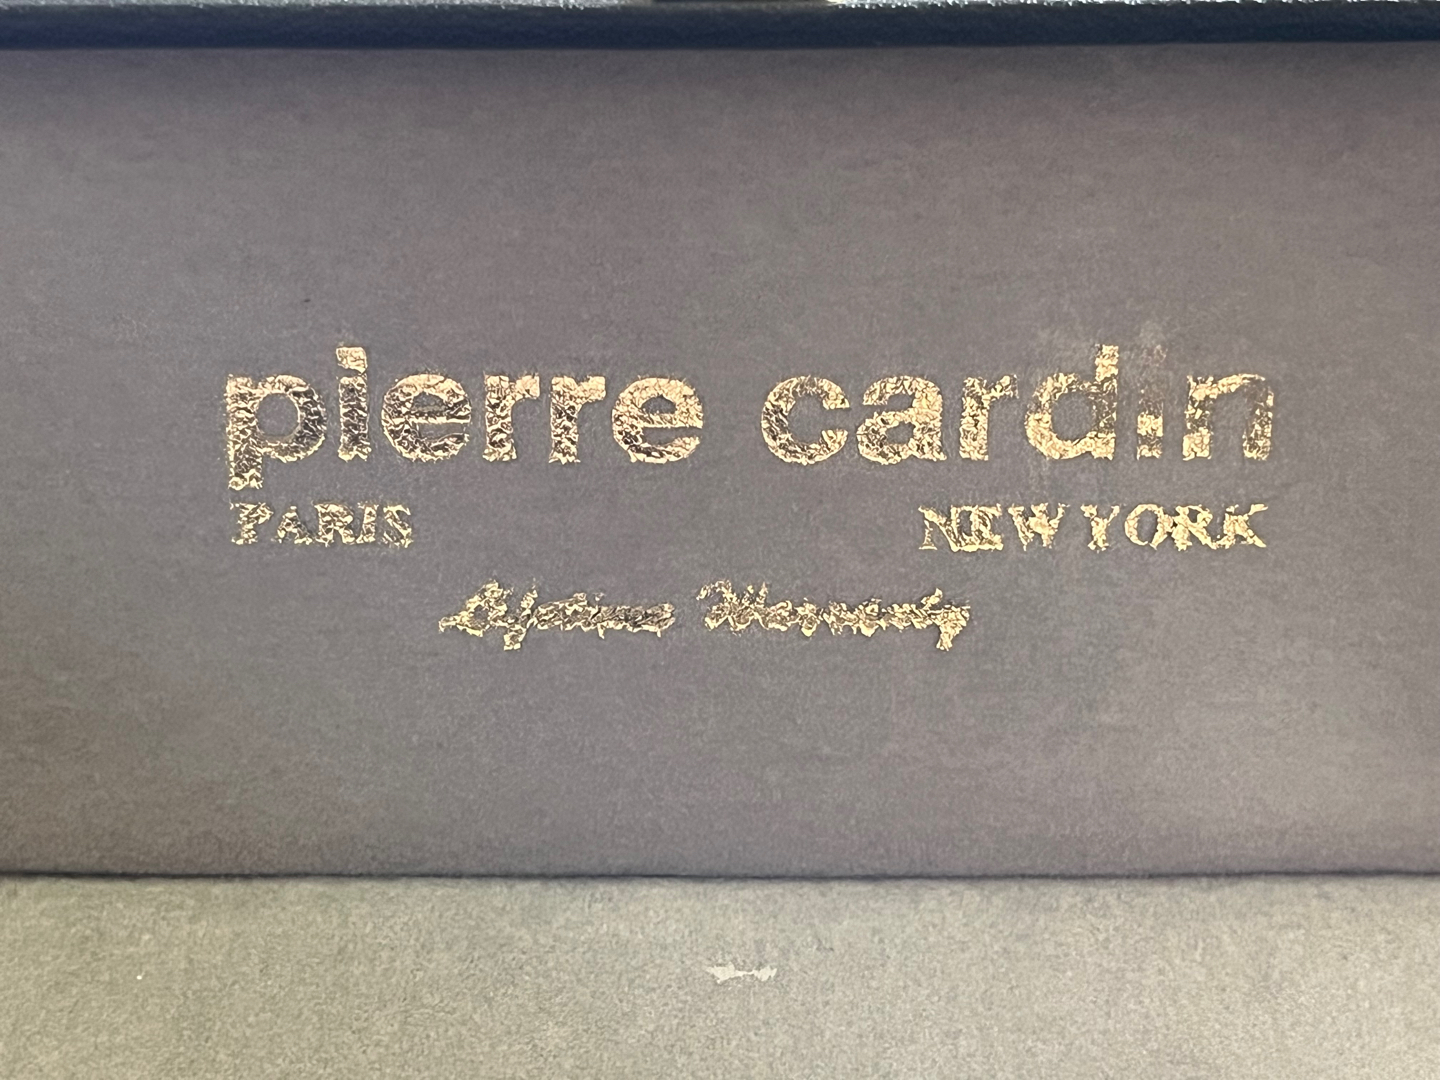 pierre cardin
PARIS NEW YORK
Lifetime Warranty